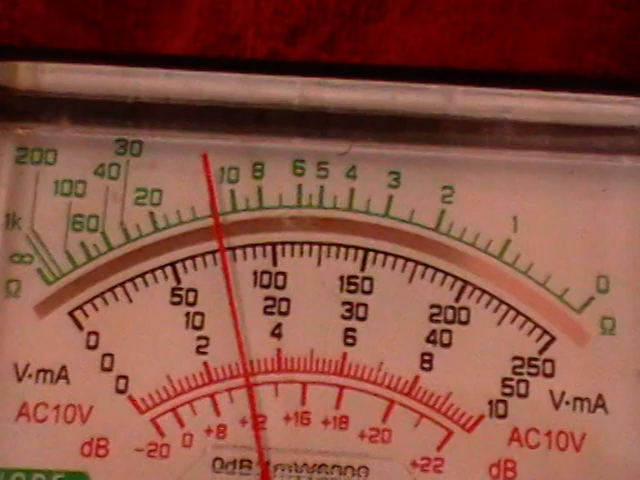 200 100 40 30 20 10 8 6 5 4 3 2 1 0
1k 60
∞
Ω Ω
0 50 100 150 200 250
0 10 20 30 40 50
0 2 4 6 8 10
V·mA V·mA
AC10V AC10V
dB -20 0 +8 +12 +16 +18 +20 +22 dB
0dB